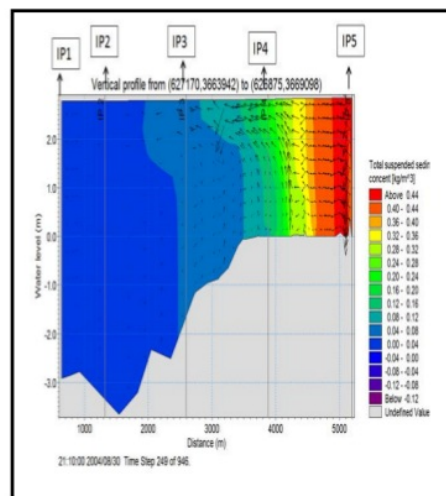 IP1
IP2
IP3
IP4
IP5
Vertical profile from (627170,3663942) to (626875,3669098)
Water level (m)
2.0
1.0
0.0
-1.0
-2.0
-3.0
1000
2000
3000
4000
5000
Distance (m)
Total suspended sedin
concent [kg/m^3]
Above 0.44
0.40 - 0.44
0.36 - 0.40
0.32 - 0.36
0.28 - 0.32
0.24 - 0.28
0.20 - 0.24
0.16 - 0.20
0.12 - 0.16
0.08 - 0.12
0.04 - 0.08
0.00 - 0.04
-0.04 - 0.00
-0.08 - -0.04
-0.12 - -0.08
Below -0.12
Undefined Value
21:10:00 2004/08/30 Time Step 249 of 946.